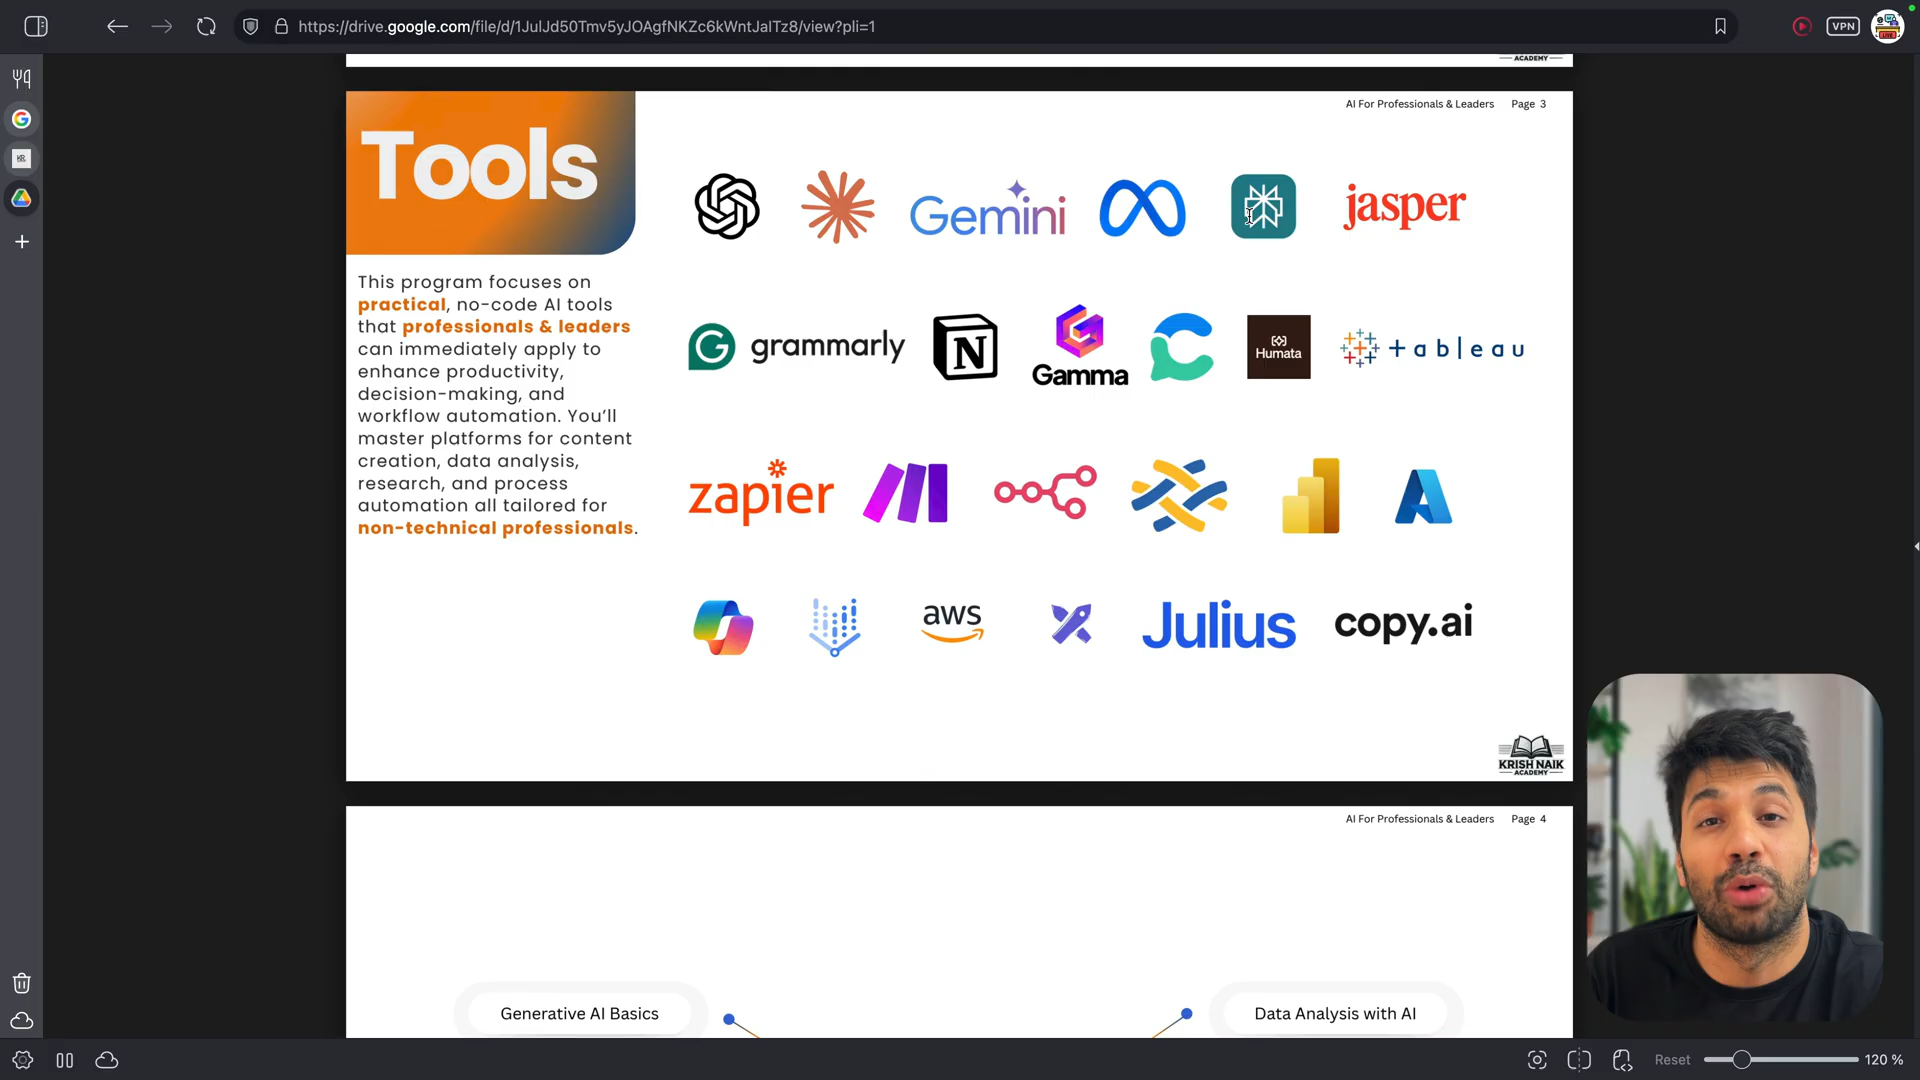 https://drive.google.com/file/d/1JulJd50Tmv5yJOAgfNKZc6kWntJalTz8/view?pli=1
VPN
ACADEMY
Tools
AI For Professionals & Leaders Page 3
This program focuses on
practical, no-code AI tools
that professionals & leaders
can immediately apply to
enhance productivity,
decision-making, and
workflow automation. You'll
master platforms for content
creation, data analysis,
research, and process
automation all tailored for
non-technical professionals.
Gemini
jasper
grammarly
N
Gamma
Humata
+ableau
zapier
aws
Julius
copy.ai
KRISH NAIK
ACADEMY
AI For Professionals & Leaders Page 4
Generative AI Basics
Data Analysis with AI
Reset
120 %